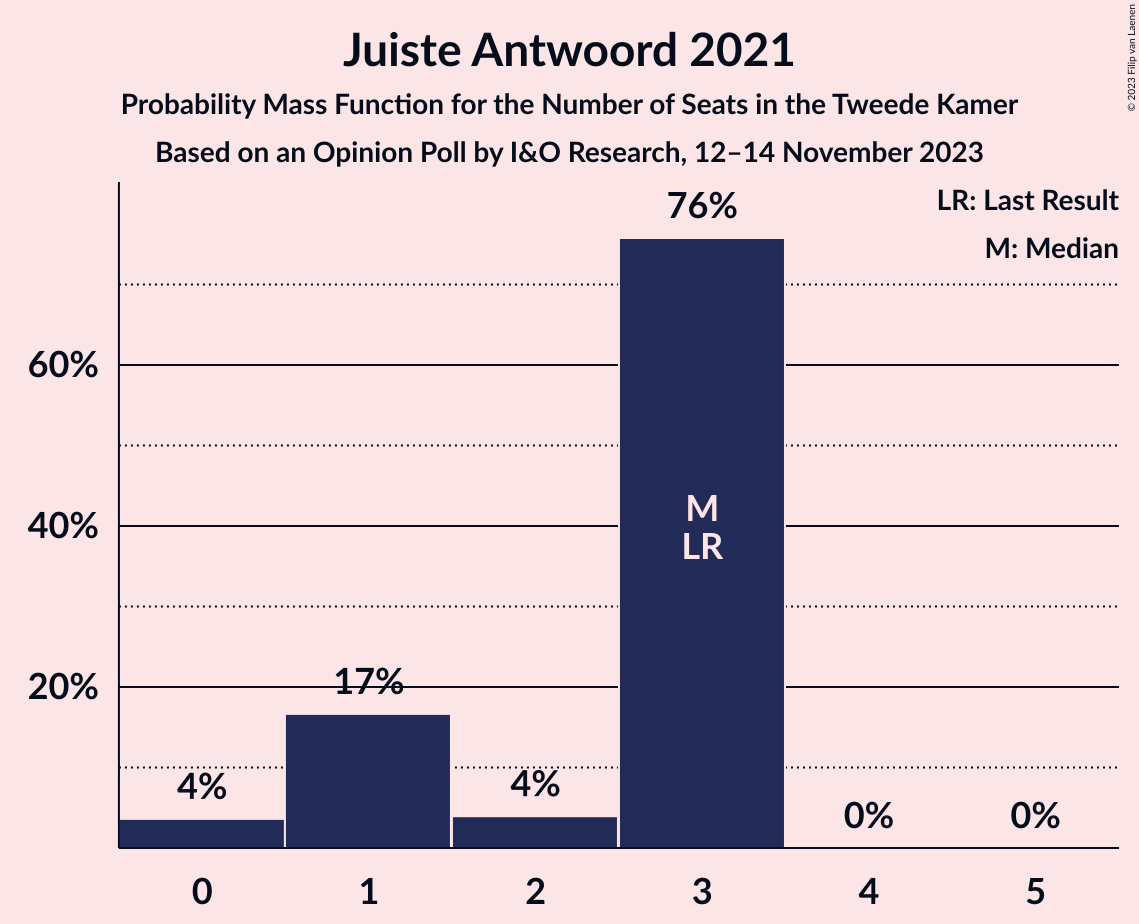 Juiste Antwoord 2021
Probability Mass Function for the Number of Seats in the Tweede Kamer
Based on an Opinion Poll by I&O Research, 12–14 November 2023
© 2023 Filip van Laenen
LR: Last Result
M: Median
76%
60%
40%
20%
M
LR
17%
4%
4%
0%
0%
0
1
2
3
4
5